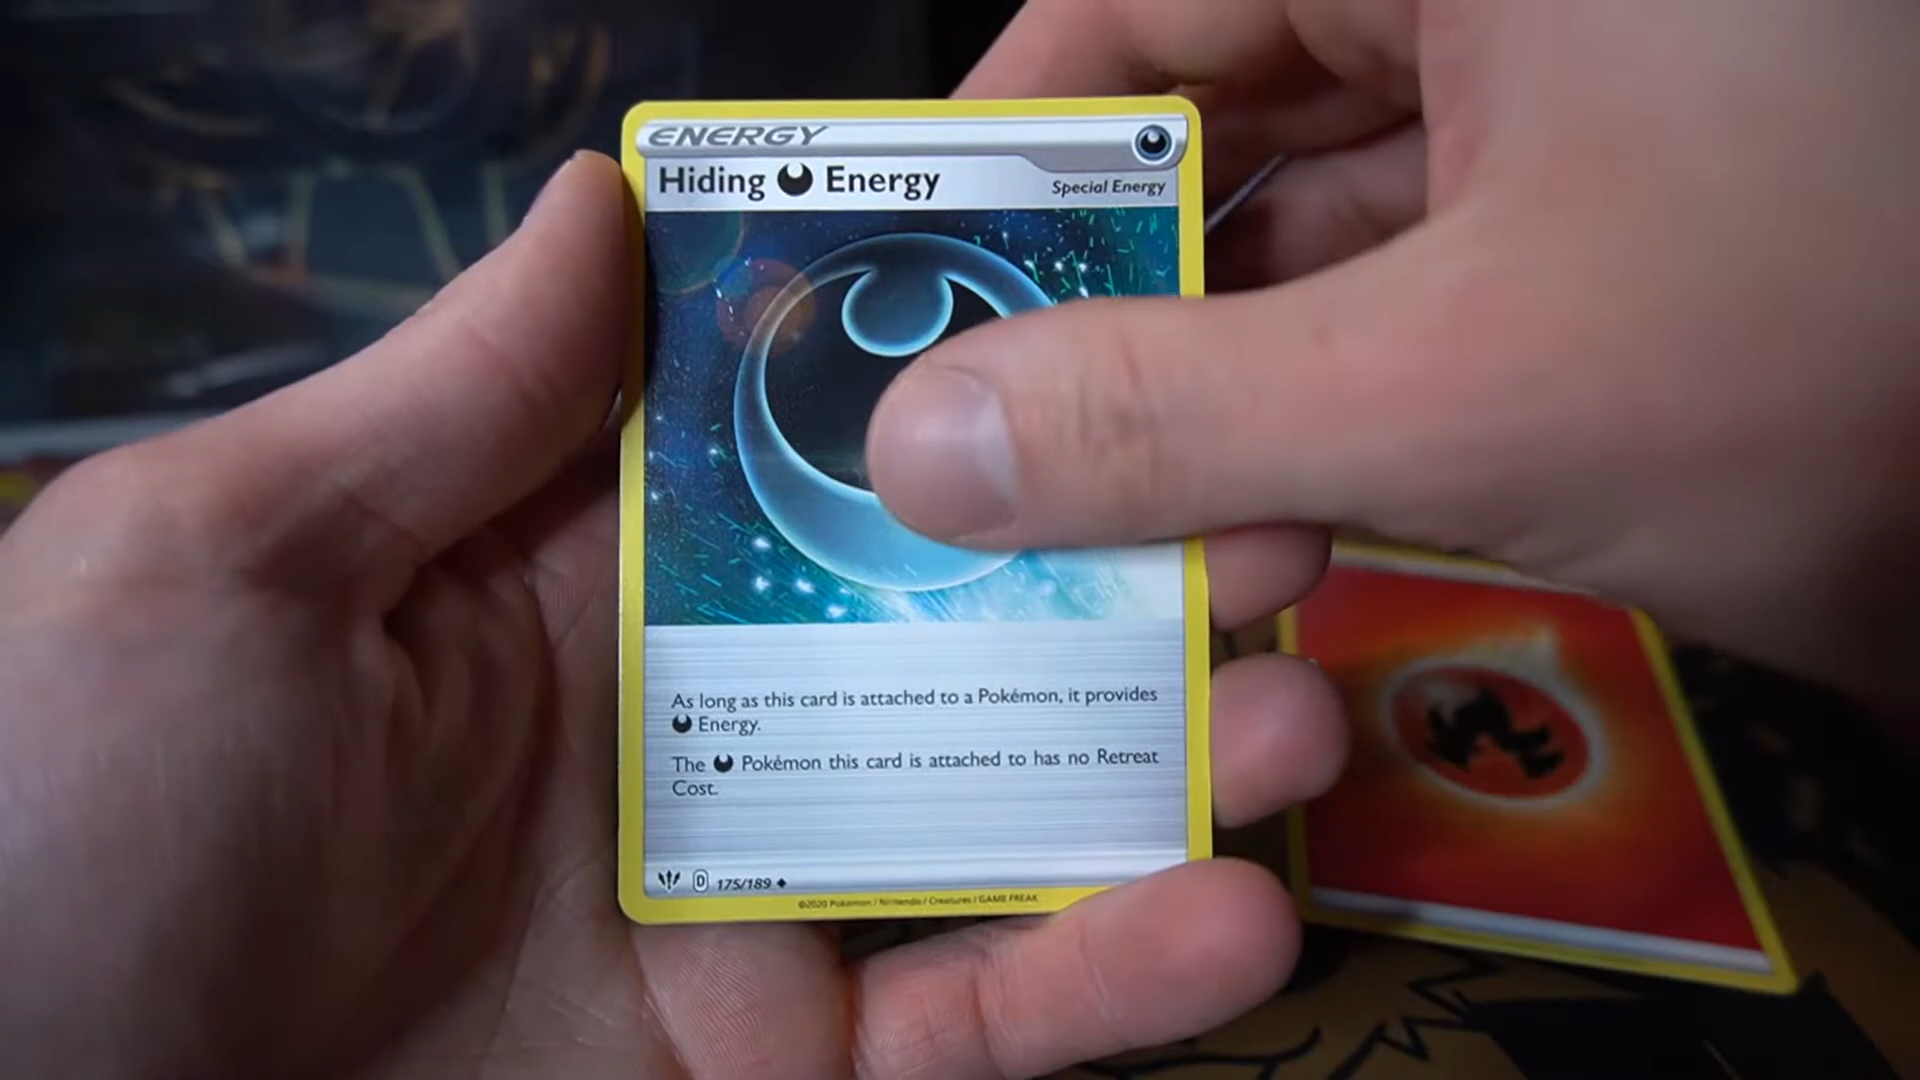 ENERGY
Hiding Energy
Special Energy
As long as this card is attached to a Pokémon, it provides
Energy.
The Pokémon this card is attached to has no Retreat
Cost.
D 175/189
©2020 Pokémon / Nintendo / Creatures / GAME FREAK